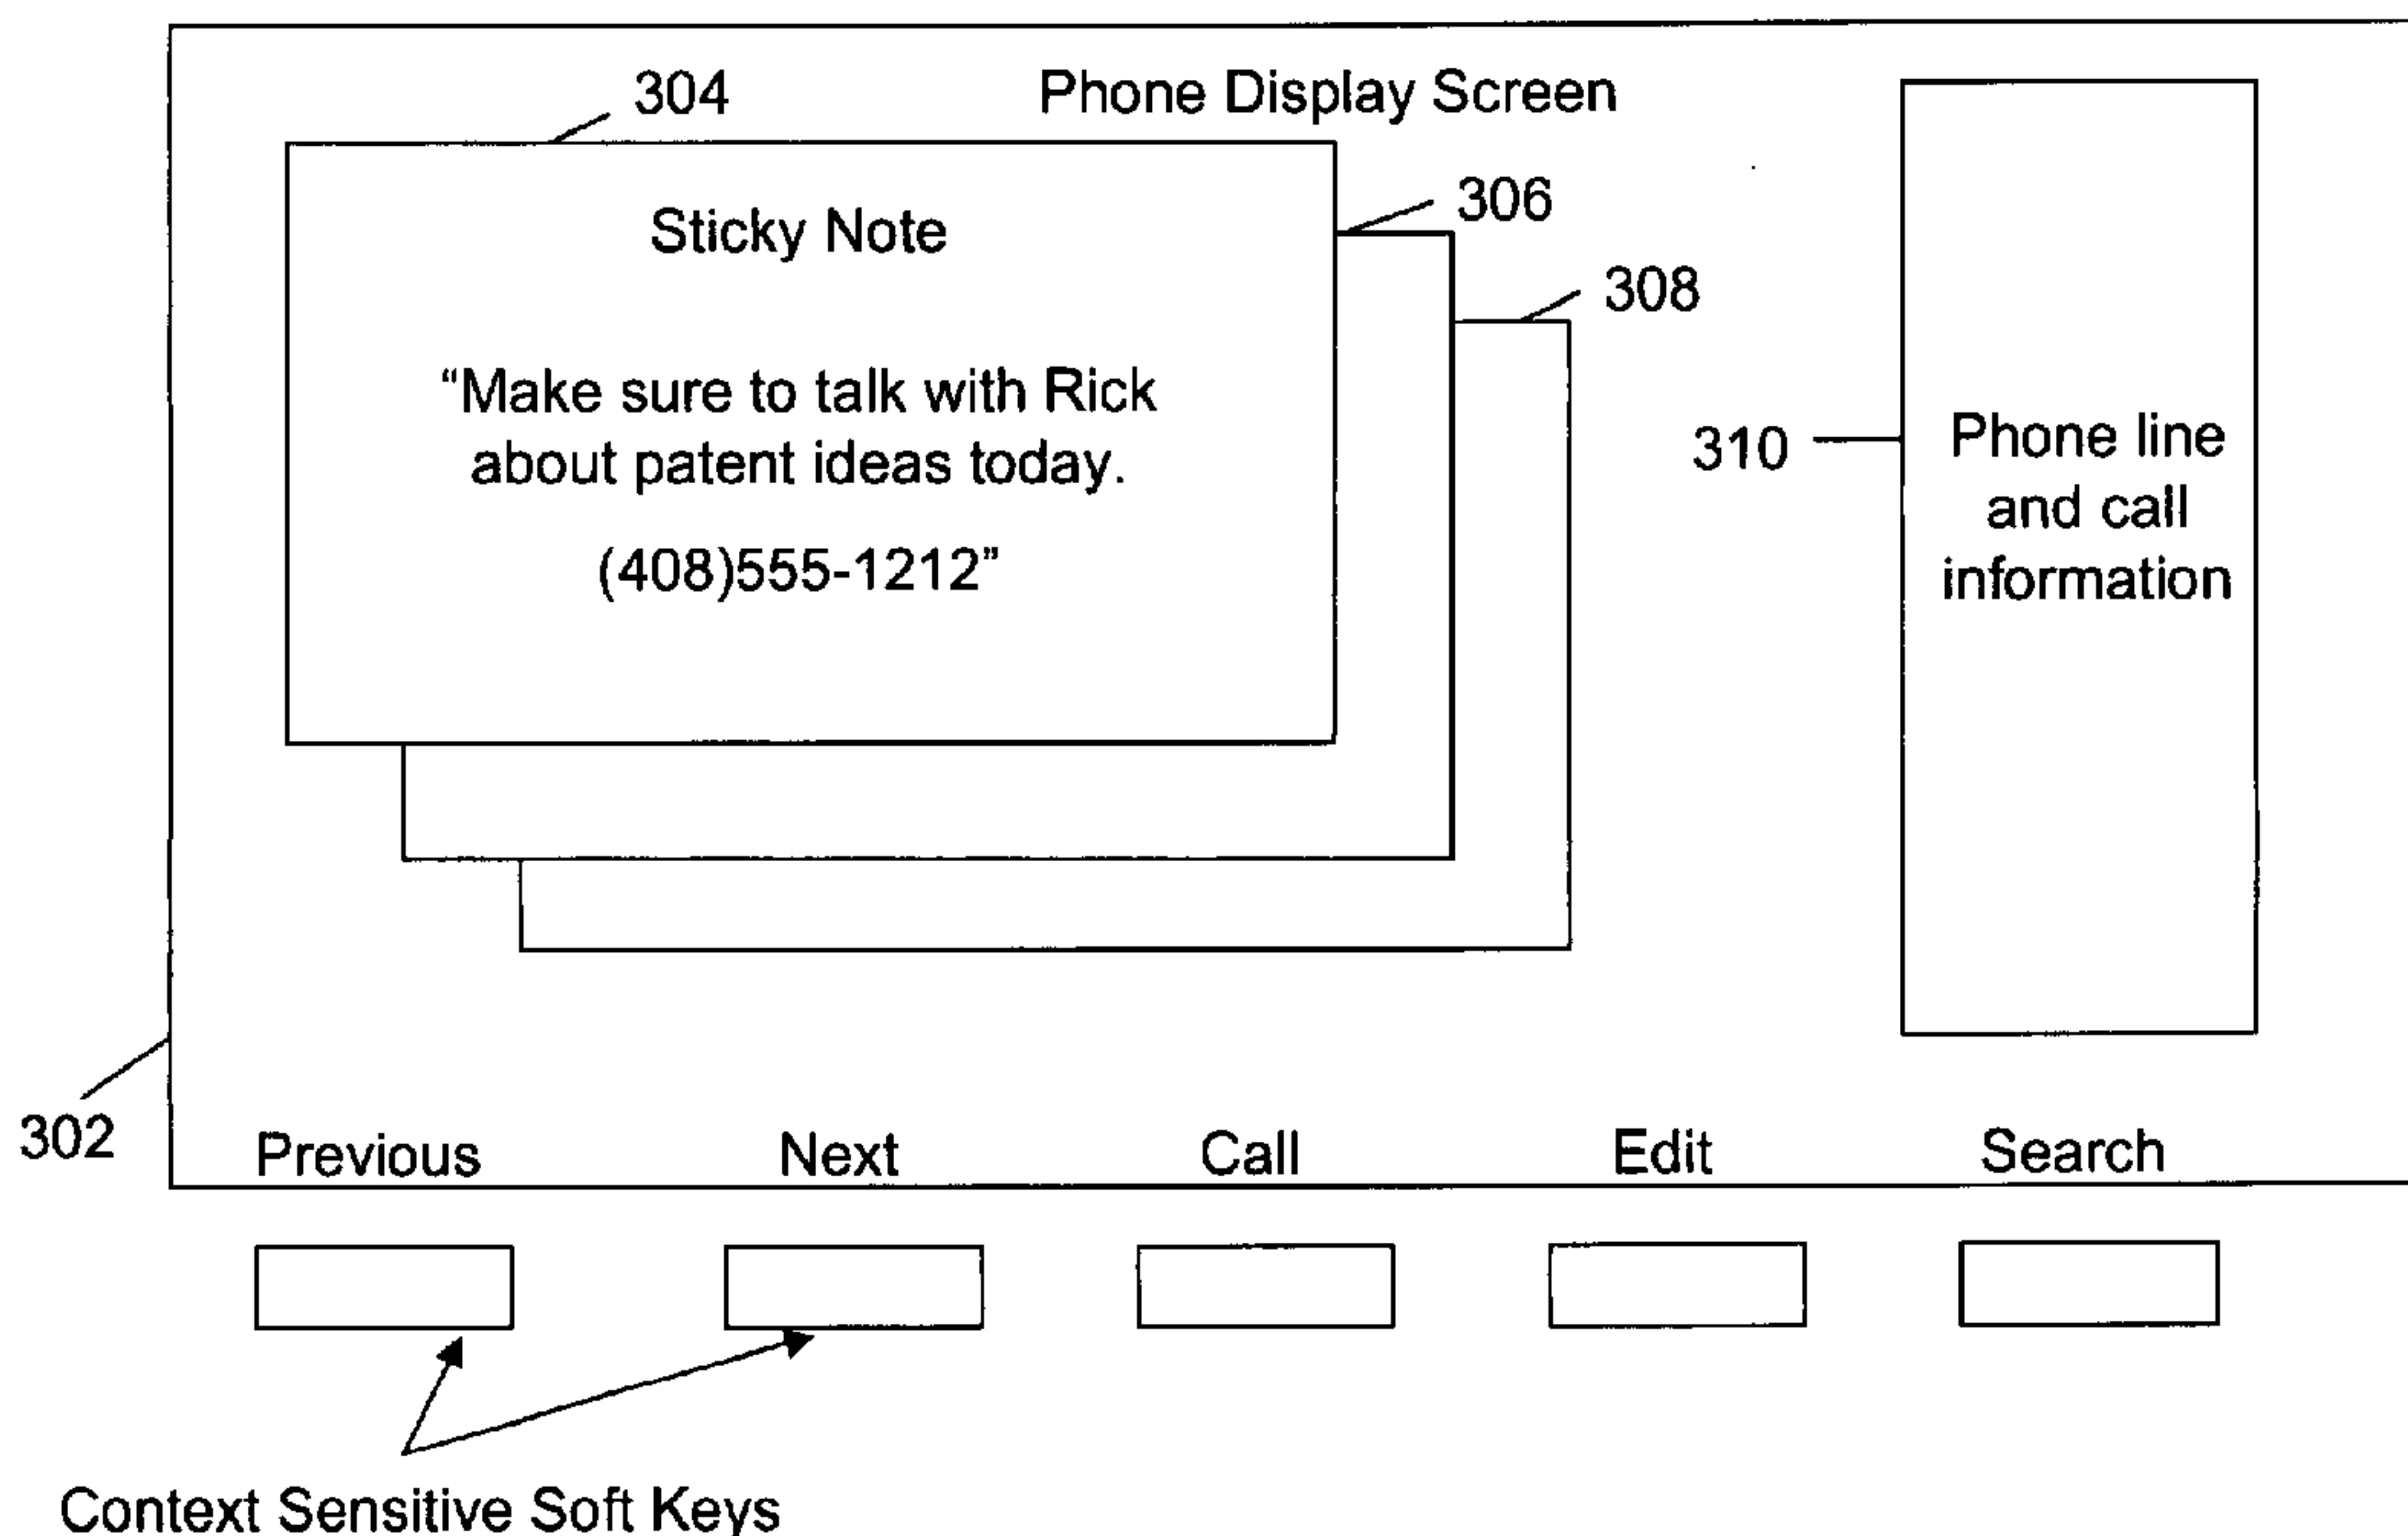 Phone Display Screen
304
306
308
Sticky Note
“Make sure to talk with Rick
about patent ideas today.
(408)555-1212”
310
Phone line
and call
information
302
Previous
Next
Call
Edit
Search
Context Sensitive Soft Keys